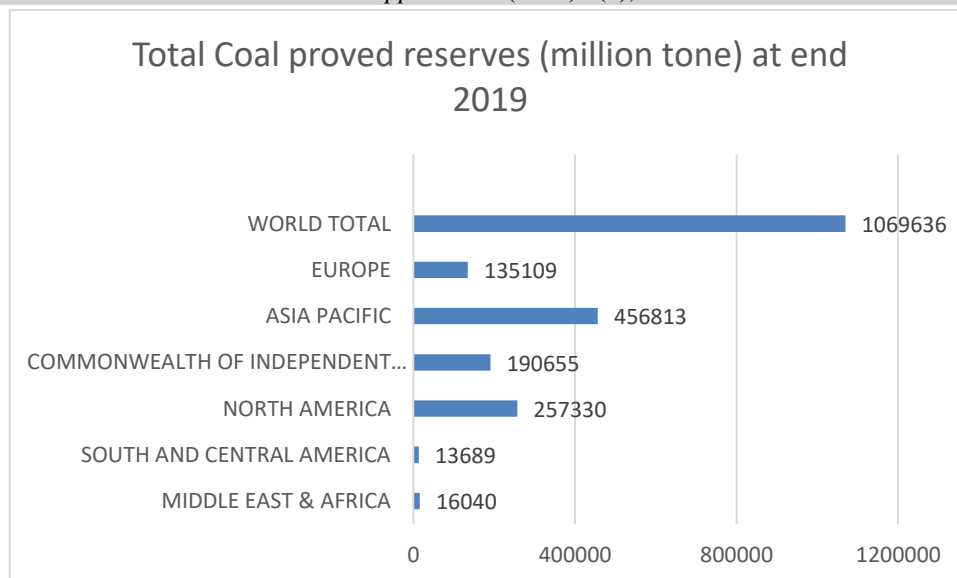 Total Coal proved reserves (million tone) at end
2019
WORLD TOTAL 1069636
EUROPE 135109
ASIA PACIFIC 456813
COMMONWEALTH OF INDEPENDENT... 190655
NORTH AMERICA 257330
SOUTH AND CENTRAL AMERICA 13689
MIDDLE EAST & AFRICA 16040
0 400000 800000 1200000